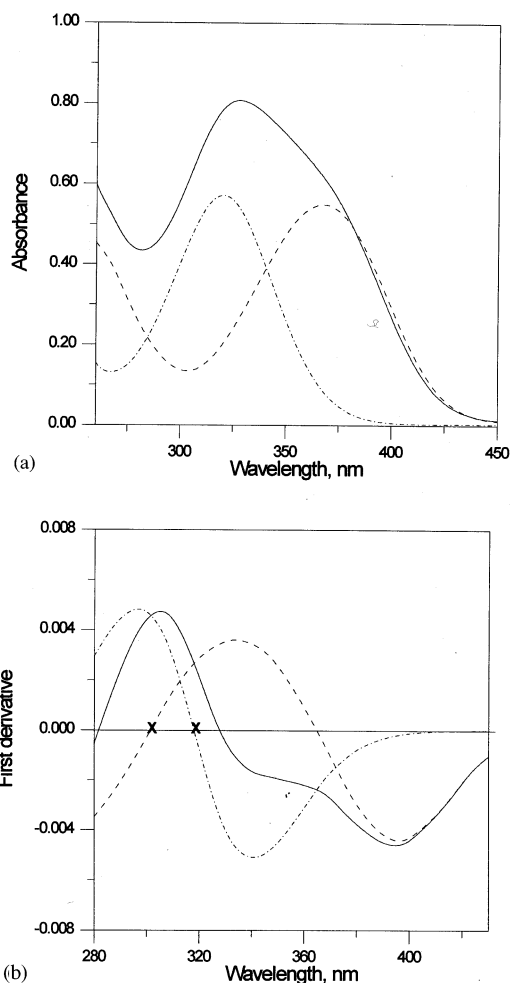 1.00
0.80
0.60
0.40
0.20
0.00
Absorbance
300
350
400
450
Wavelength, nm
(a)
0.008
0.004
0.000
-0.004
-0.008
First derivative
X X
280
320
360
400
Wavelength, nm
(b)